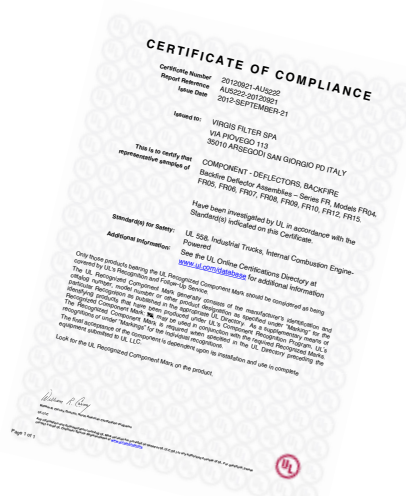 CERTIFICATE OF COMPLIANCE
Certificate Number 20120921-AU5222
Report Reference AU5222-20120921
Issue Date 2012-SEPTEMBER-21
Issued to: VIRGIS FILTER SPA
VIA PIOVEGO 113
35010 ARSEGODI SAN GIORGIO PD ITALY
This is to certify that
representative samples of
COMPONENT - DEFLECTORS, BACKFIRE
Backfire Deflector Assemblies – Series FR, Models FR04,
FR05, FR06, FR07, FR08, FR09, FR10, FR12, FR15.
Have been investigated by UL in accordance with the
Standard(s) indicated on this Certificate.
Standard(s) for Safety: UL 558, Industrial Trucks, Internal Combustion Engine-
Powered
Additional Information: See the UL Online Certifications Directory at
www.ul.com/database for additional information
Only those products bearing the UL Recognized Component Mark should be considered as being
covered by UL's Recognition and Follow-Up Service.
The UL Recognized Component Mark generally consists of the manufacturer's identification and
catalog number, model number or other product designation as specified under "Marking" for the
particular Recognition as published in the appropriate UL Directory. As a supplementary means of
identifying products that have been produced under UL's Component Recognition Program, UL's
Recognized Component Mark: may be used in conjunction with the required Recognized Marks.
The Recognized Component Mark is required when specified in the UL Directory preceding the
recognitions or under "Markings" for the individual recognitions.
The final acceptance of the component is dependent upon its installation and use in complete
equipment submitted to UL LLC.
Look for the UL Recognized Component Mark on the product.
William R. Carney
UL LLC
UL
Page 1 of 1